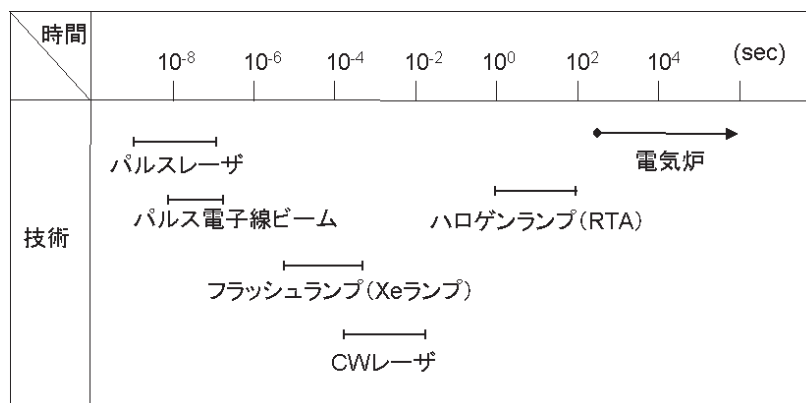 時間
10⁻⁸ 10⁻⁶ 10⁻⁴ 10⁻² 10⁰ 10² 10⁴ (sec)
技術
パルスレーザ
電気炉
パルス電子線ビーム
ハロゲンランプ(RTA)
フラッシュランプ(Xeランプ)
CWレーザ